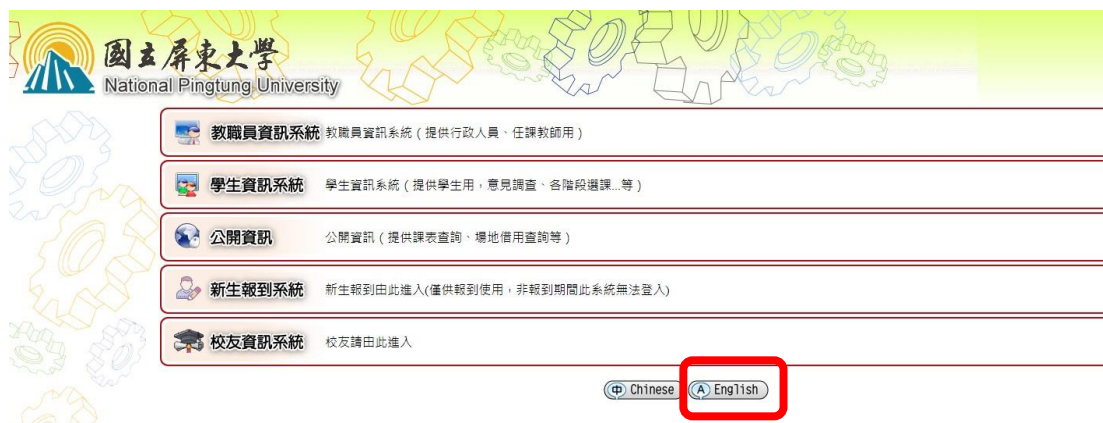 國立屏東大學
National Pingtung University
教職員資訊系統 教職員資訊系統 ( 提供行政人員、任課教師用 )
學生資訊系統 學生資訊系統 ( 提供學生用，意見調查、各階段選課...等 )
公開資訊 公開資訊 ( 提供課表查詢、場地借用查詢等 )
新生報到系統 新生報到由此進入(僅供報到使用，非報到期間此系統無法登入)
校友資訊系統 校友請由此進入
中 Chinese A English